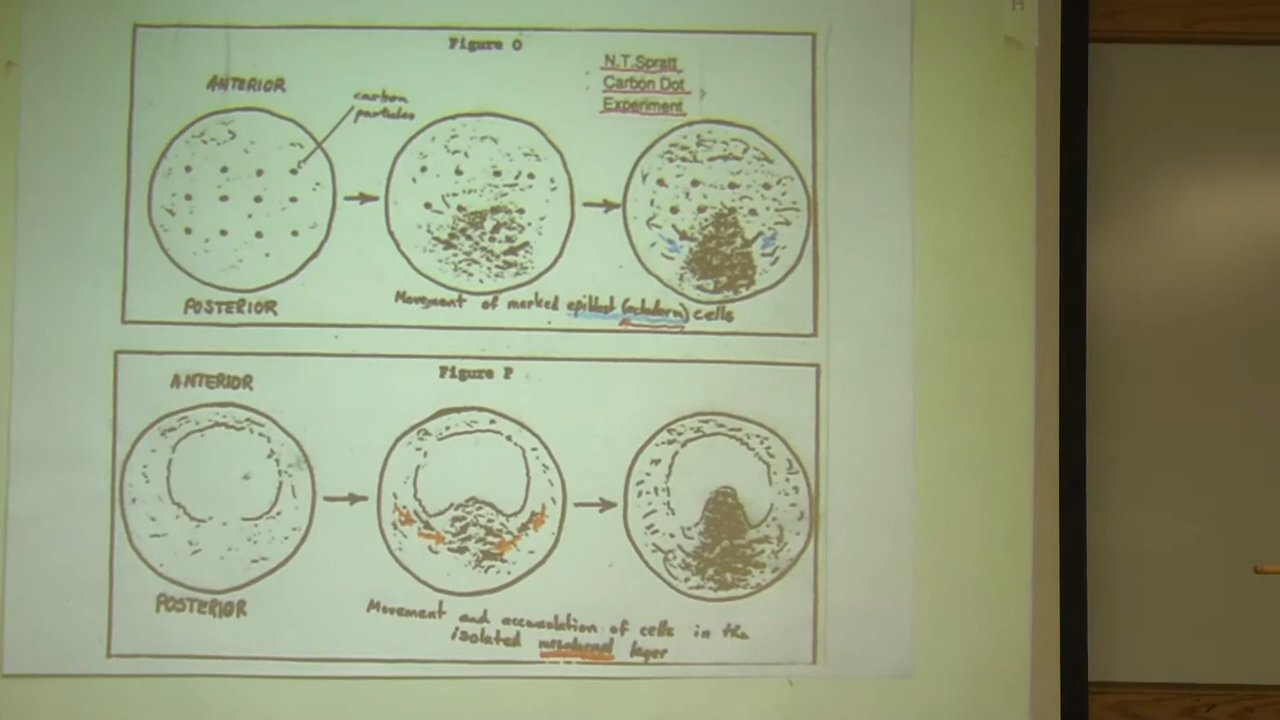 Figure O
N.T.Spratt
Carbon Dot
Experiment
ANTERIOR
carbon
particles
POSTERIOR
Movement of marked epiblast (ectoderm) cells
Figure P
ANTERIOR
POSTERIOR
Movement and accumulation of cells in the
isolated mesodermal layer
H